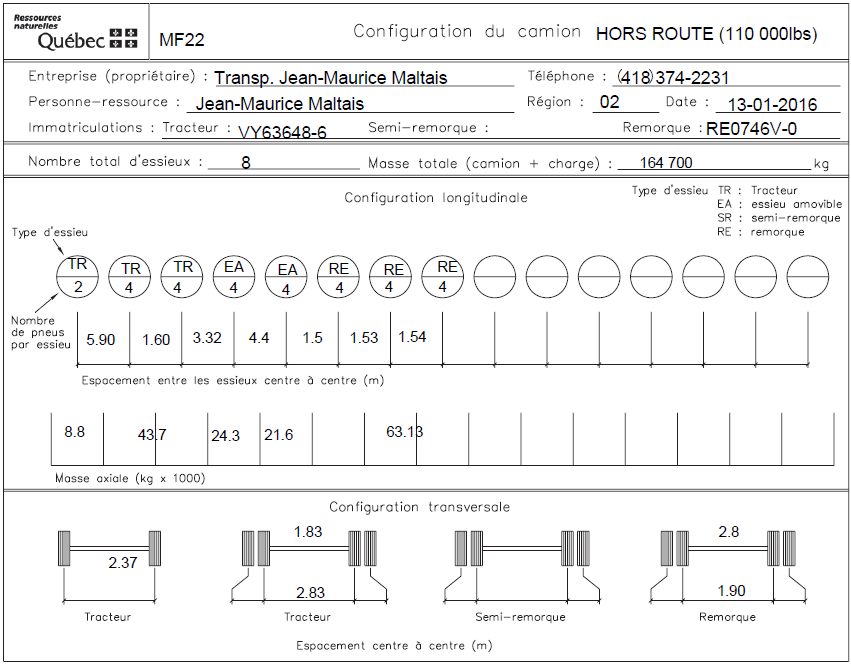 Ressources
naturelles
Québec
MF22
Configuration du camion HORS ROUTE (110 000lbs)
Entreprise (propriétaire) : Transp. Jean-Maurice Maltais Téléphone : (418)374-2231
Personne-ressource : Jean-Maurice Maltais Région : 02 Date : 13-01-2016
Immatriculations : Tracteur : VY63648-6 Semi-remorque : Remorque : RE0746V-0
Nombre total d'essieux : 8 Masse totale (camion + charge) : 164 700 kg
Configuration longitudinale
Type d'essieu TR : Tracteur
EA : essieu amovible
SR : semi-remorque
RE : remorque
Type d'essieu
TR TR TR EA EA RE RE RE
2 4 4 4 4 4 4 4
Nombre
de pneus
par essieu
5.90 1.60 3.32 4.4 1.5 1.53 1.54
Espacement entre les essieux centre à centre (m)
8.8 43.7 24.3 21.6 63.13
Masse axiale (kg x 1000)
Configuration transversale
1.83 2.8
2.37
2.83 1.90
Tracteur Tracteur Semi-remorque Remorque
Espacement centre à centre (m)